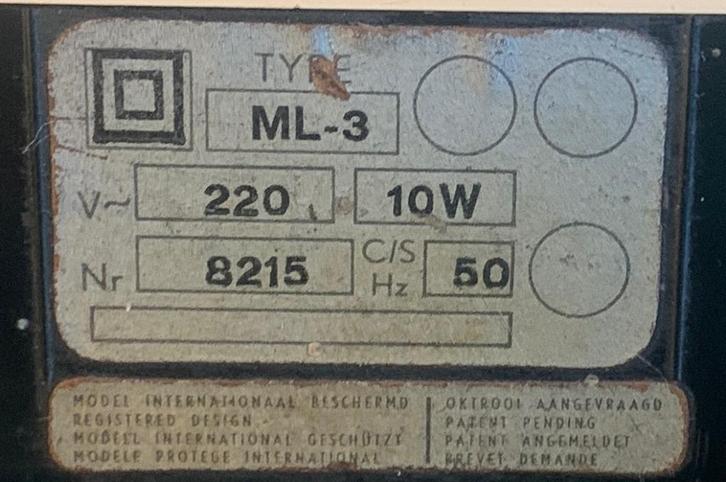 TYPE
ML-3
V~ 220 10W
Nr 8215 C/S Hz 50
MODEL INTERNATIONAAL BESCHERMD
REGISTERED DESIGN
MODELL INTERNATIONAL GESCHÜTZT
MODELE PROTEGE INTERNATIONAL
OKTROOI AANGEVRAAGD
PATENT PENDING
PATENT ANGEMELDET
BREVET DEMANDE